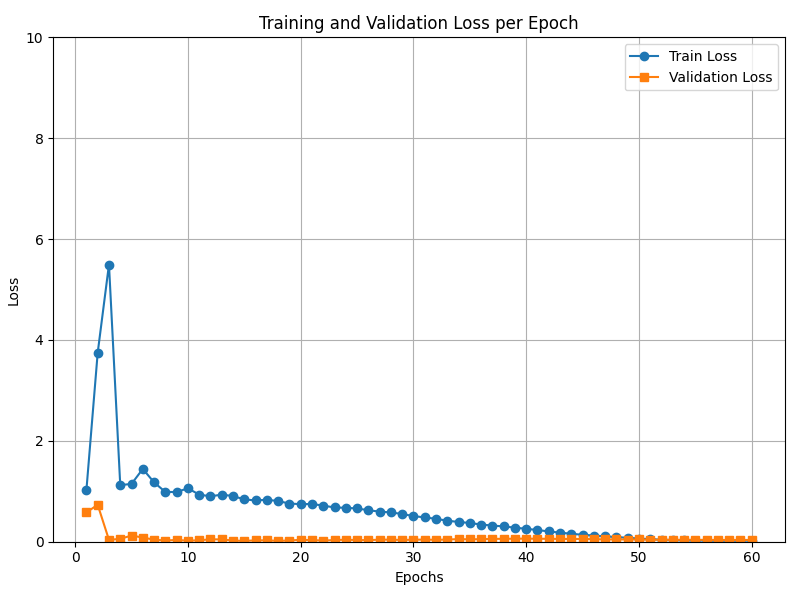 Training and Validation Loss per Epoch
Train Loss
Validation Loss
Loss
10
8
6
4
2
0
0 10 20 30 40 50 60
Epochs